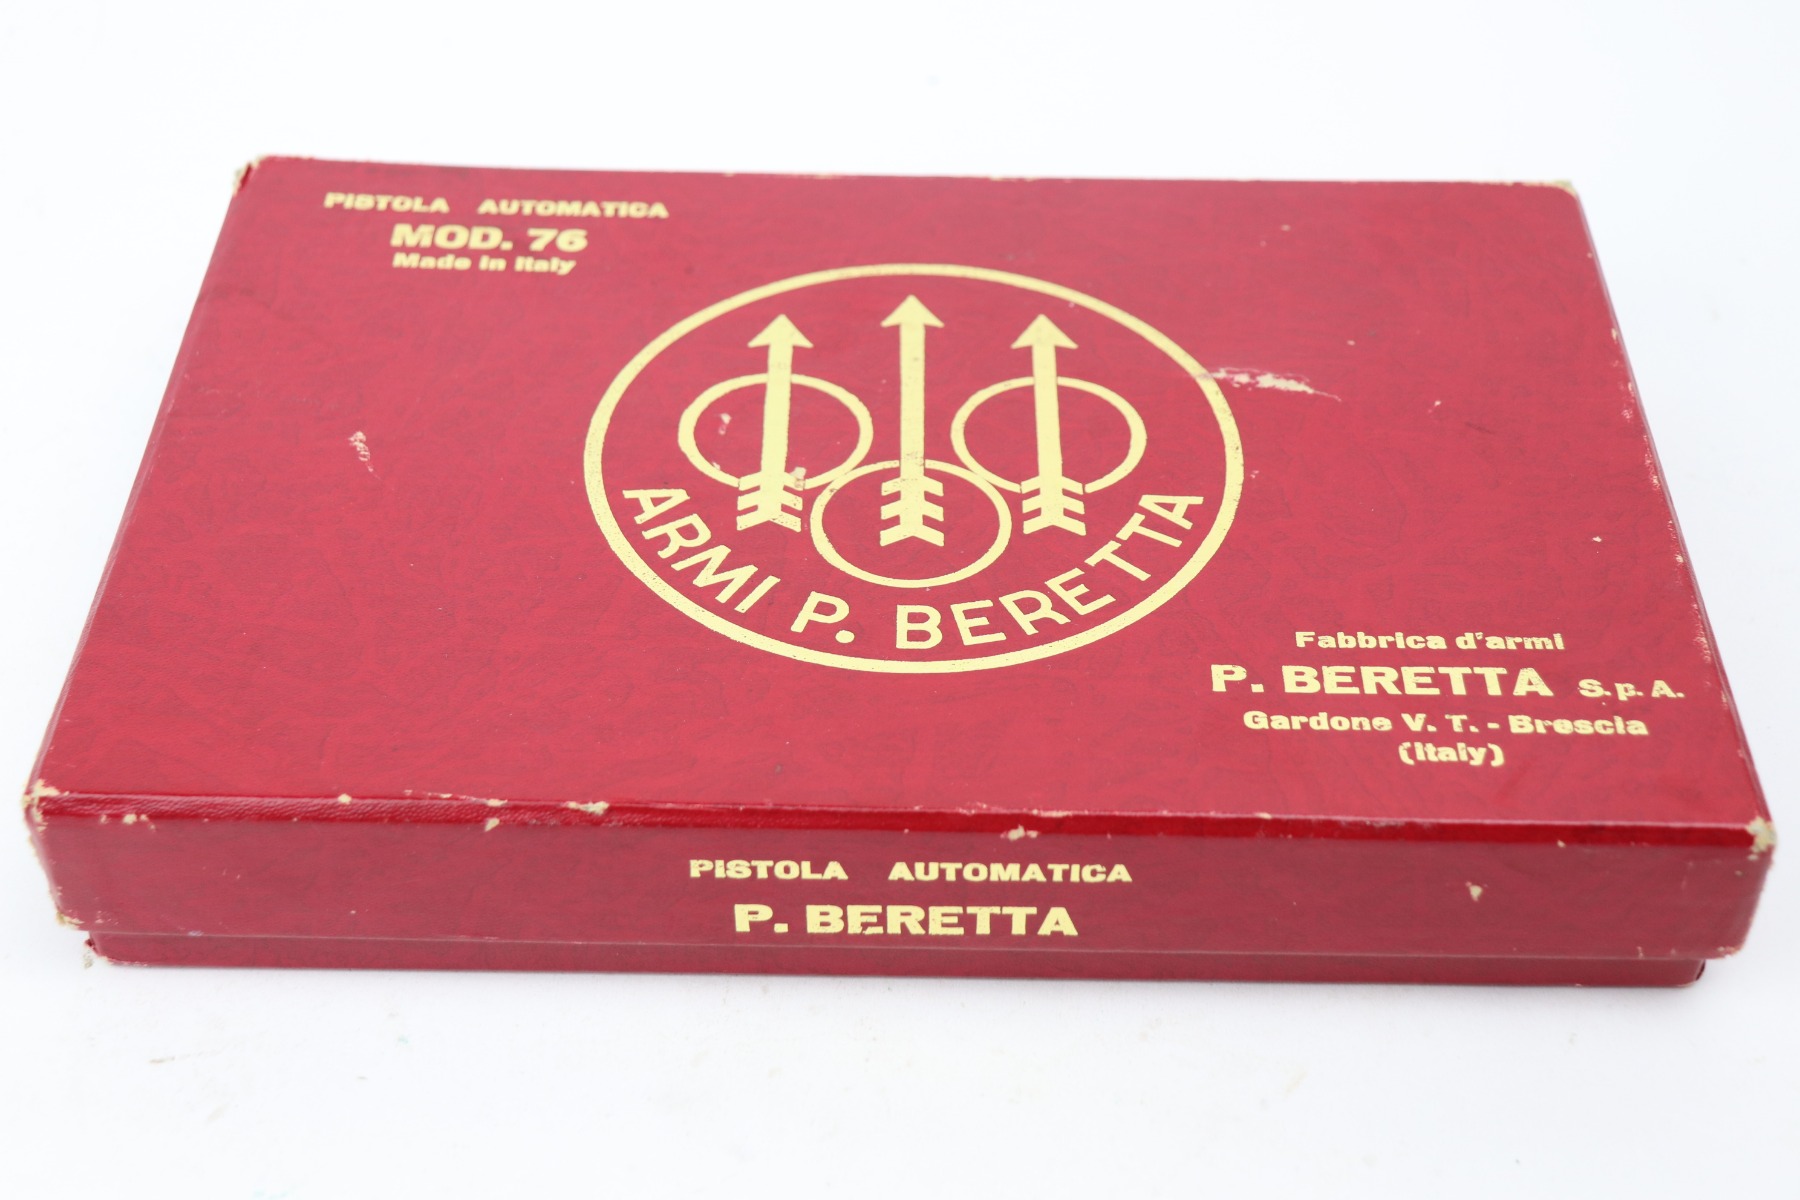 PISTOLA AUTOMATICA
MOD. 76
Made in Italy
ARMI P. BERETTA
Fabbrica d'armi
P. BERETTA S.p.A.
Gardone V. T. - Brescia
(Italy)
PISTOLA AUTOMATICA
P. BERETTA